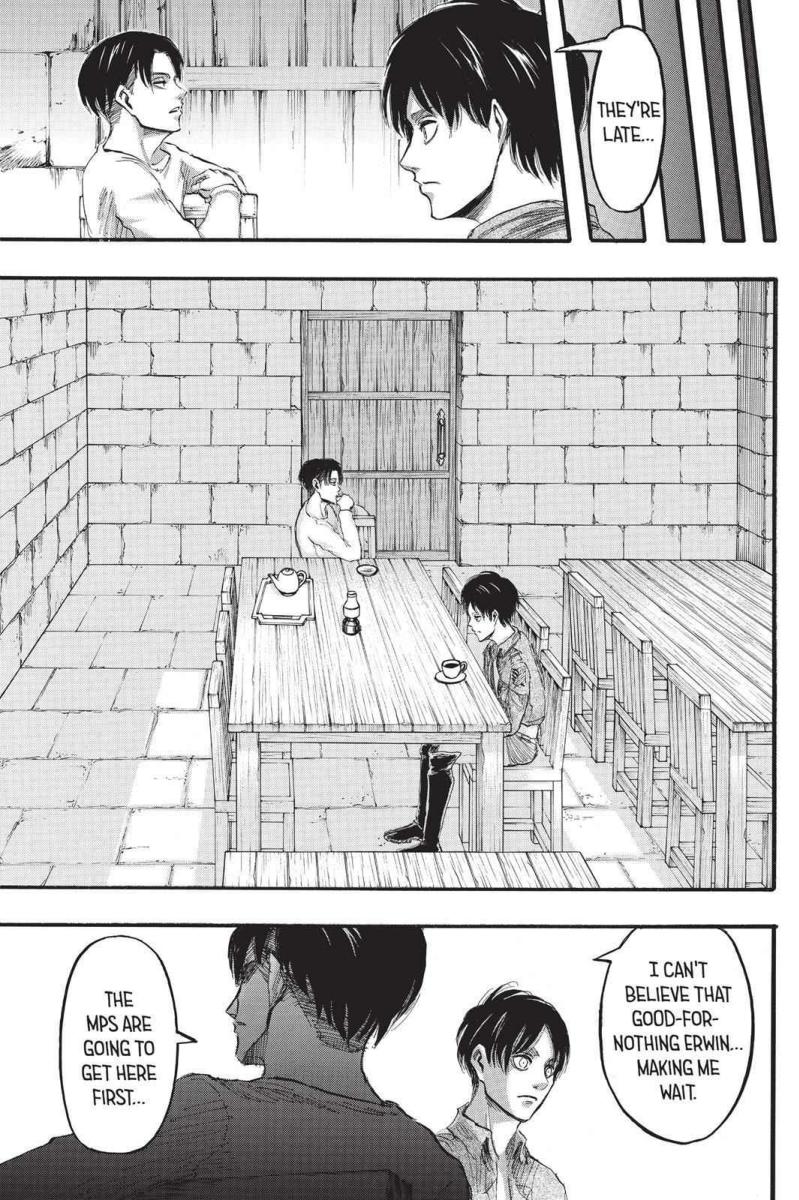 THEY'RE
LATE...
I CAN'T
BELIEVE THAT
GOOD-FOR-
NOTHING ERWIN...
MAKING ME
WAIT.
THE
MPS ARE
GOING TO
GET HERE
FIRST...